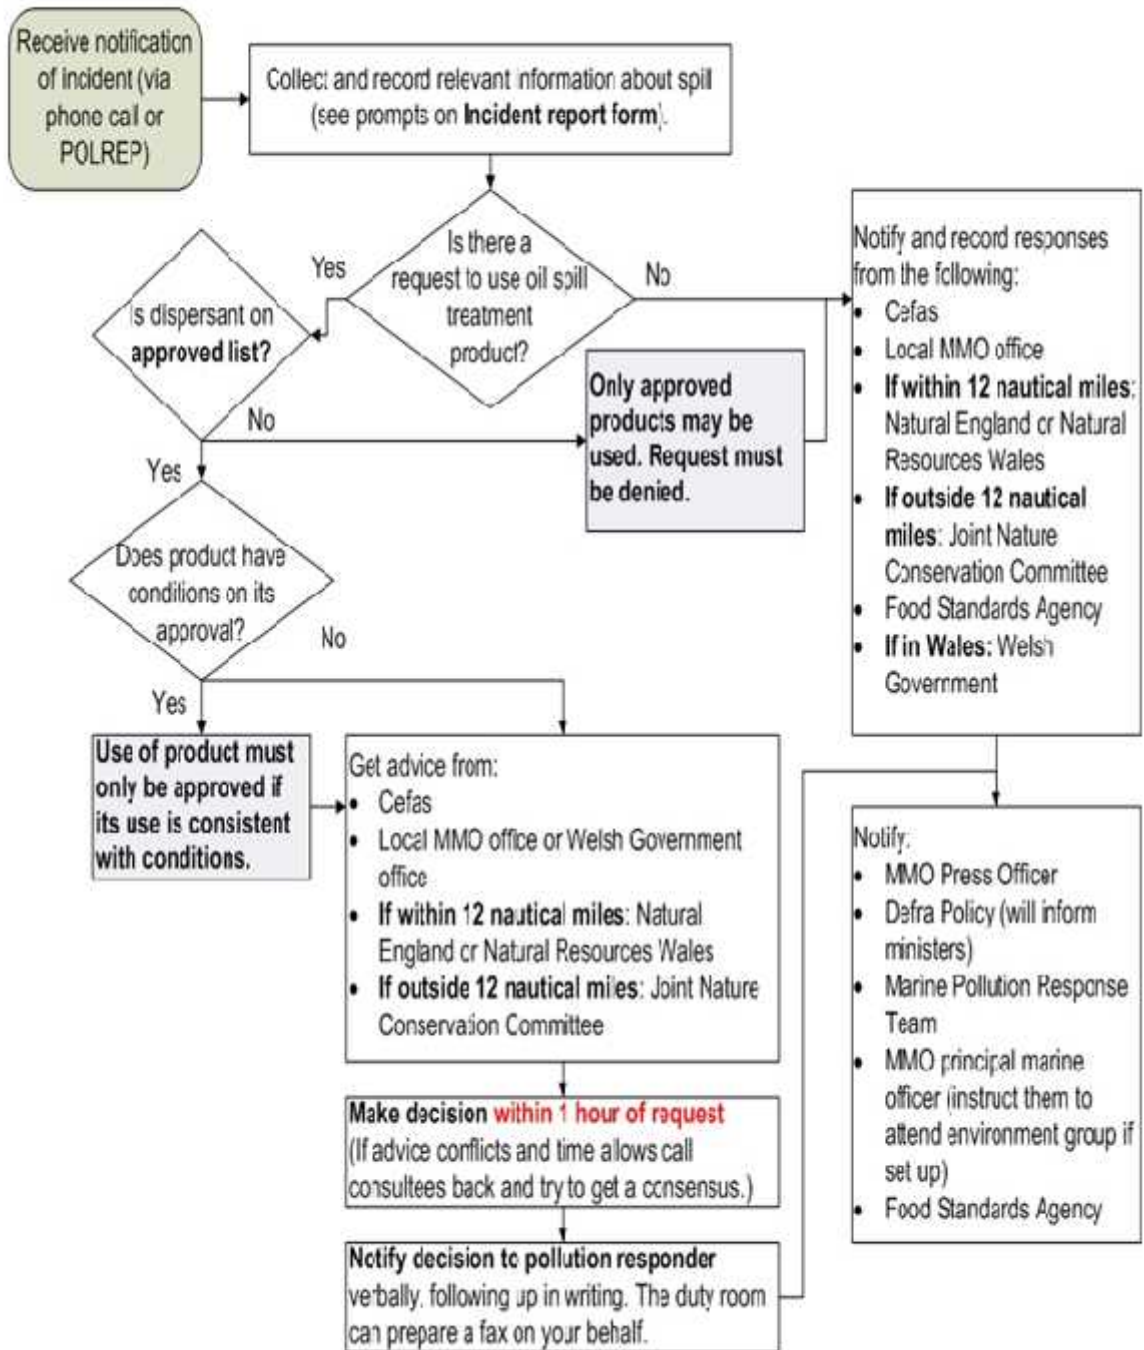 Receive notification
of incident (via
phone call or
POLREP)
Collect and record relevant information about spill
(see prompts on Incident report form).
Is there a
request to use oil spill
treatment
product?
Yes
No
Is dispersant on
approved list?
No
Yes
Only approved
products may be
used. Request must
be denied.
Does product have
conditions on its
approval?
No
Yes
Use of product must
only be approved if
its use is consistent
with conditions.
Get advice from:
• Cefas
• Local MMO office or Welsh Government
office
• If within 12 nautical miles: Natural
England or Natural Resources Wales
• If outside 12 nautical miles: Joint Nature
Conservation Committee
Make decision within 1 hour of request
(If advice conflicts and time allows call
consultees back and try to get a consensus.)
Notify decision to pollution responder
verbally, following up in writing. The duty room
can prepare a fax on your behalf.
Notify and record responses
from the following:
• Cefas
• Local MMO office
• If within 12 nautical miles:
Natural England or Natural
Resources Wales
• If outside 12 nautical
miles: Joint Nature
Conservation Committee
• Food Standards Agency
• If in Wales: Welsh
Government
Notify:
• MMO Press Officer
• Defra Policy (will inform
ministers)
• Marine Pollution Response
Team
• MMO principal marine
officer (instruct them to
attend environment group if
set up)
• Food Standards Agency